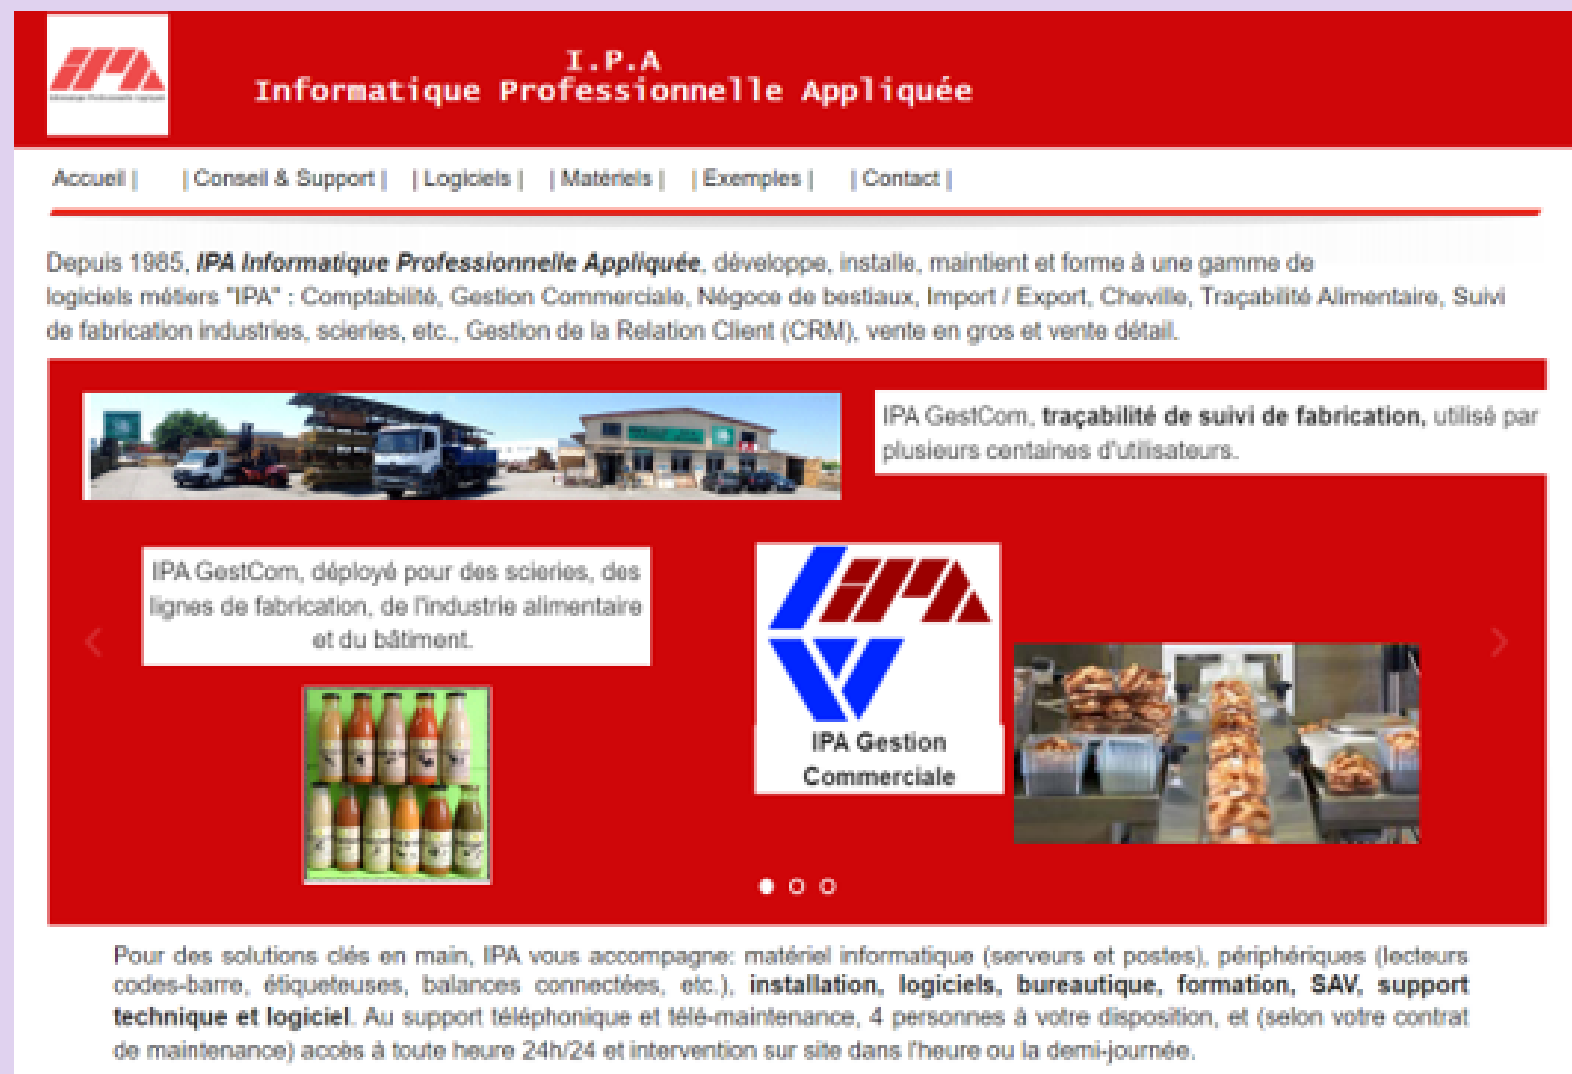 iPA
I.P.A
Informatique Professionnelle Appliquée
Accueil | | Conseil & Support | | Logiciels | | Matériels | | Exemples | | Contact |
Depuis 1985, IPA Informatique Professionnelle Appliquée, développe, installe, maintient et forme à une gamme de
logiciels métiers "IPA" : Comptabilité, Gestion Commerciale, Négoce de bestiaux, Import / Export, Cheville, Traçabilité Alimentaire, Suivi
de fabrication industries, scieries, etc., Gestion de la Relation Client (CRM), vente en gros et vente détail.
IPA GestCom, traçabilité de suivi de fabrication, utilisé par
plusieurs centaines d'utilisateurs.
IPA GestCom, déployé pour des scieries, des
lignes de fabrication, de l'industrie alimentaire
et du bâtiment.
iPA
IPA Gestion
Commerciale
Pour des solutions clés en main, IPA vous accompagne: matériel informatique (serveurs et postes), périphériques (lecteurs
codes-barre, étiqueteuses, balances connectées, etc.), installation, logiciels, bureautique, formation, SAV, support
technique et logiciel. Au support téléphonique et télé-maintenance, 4 personnes à votre disposition, et (selon votre contrat
de maintenance) accès à toute heure 24h/24 et intervention sur site dans l'heure ou la demi-journée.